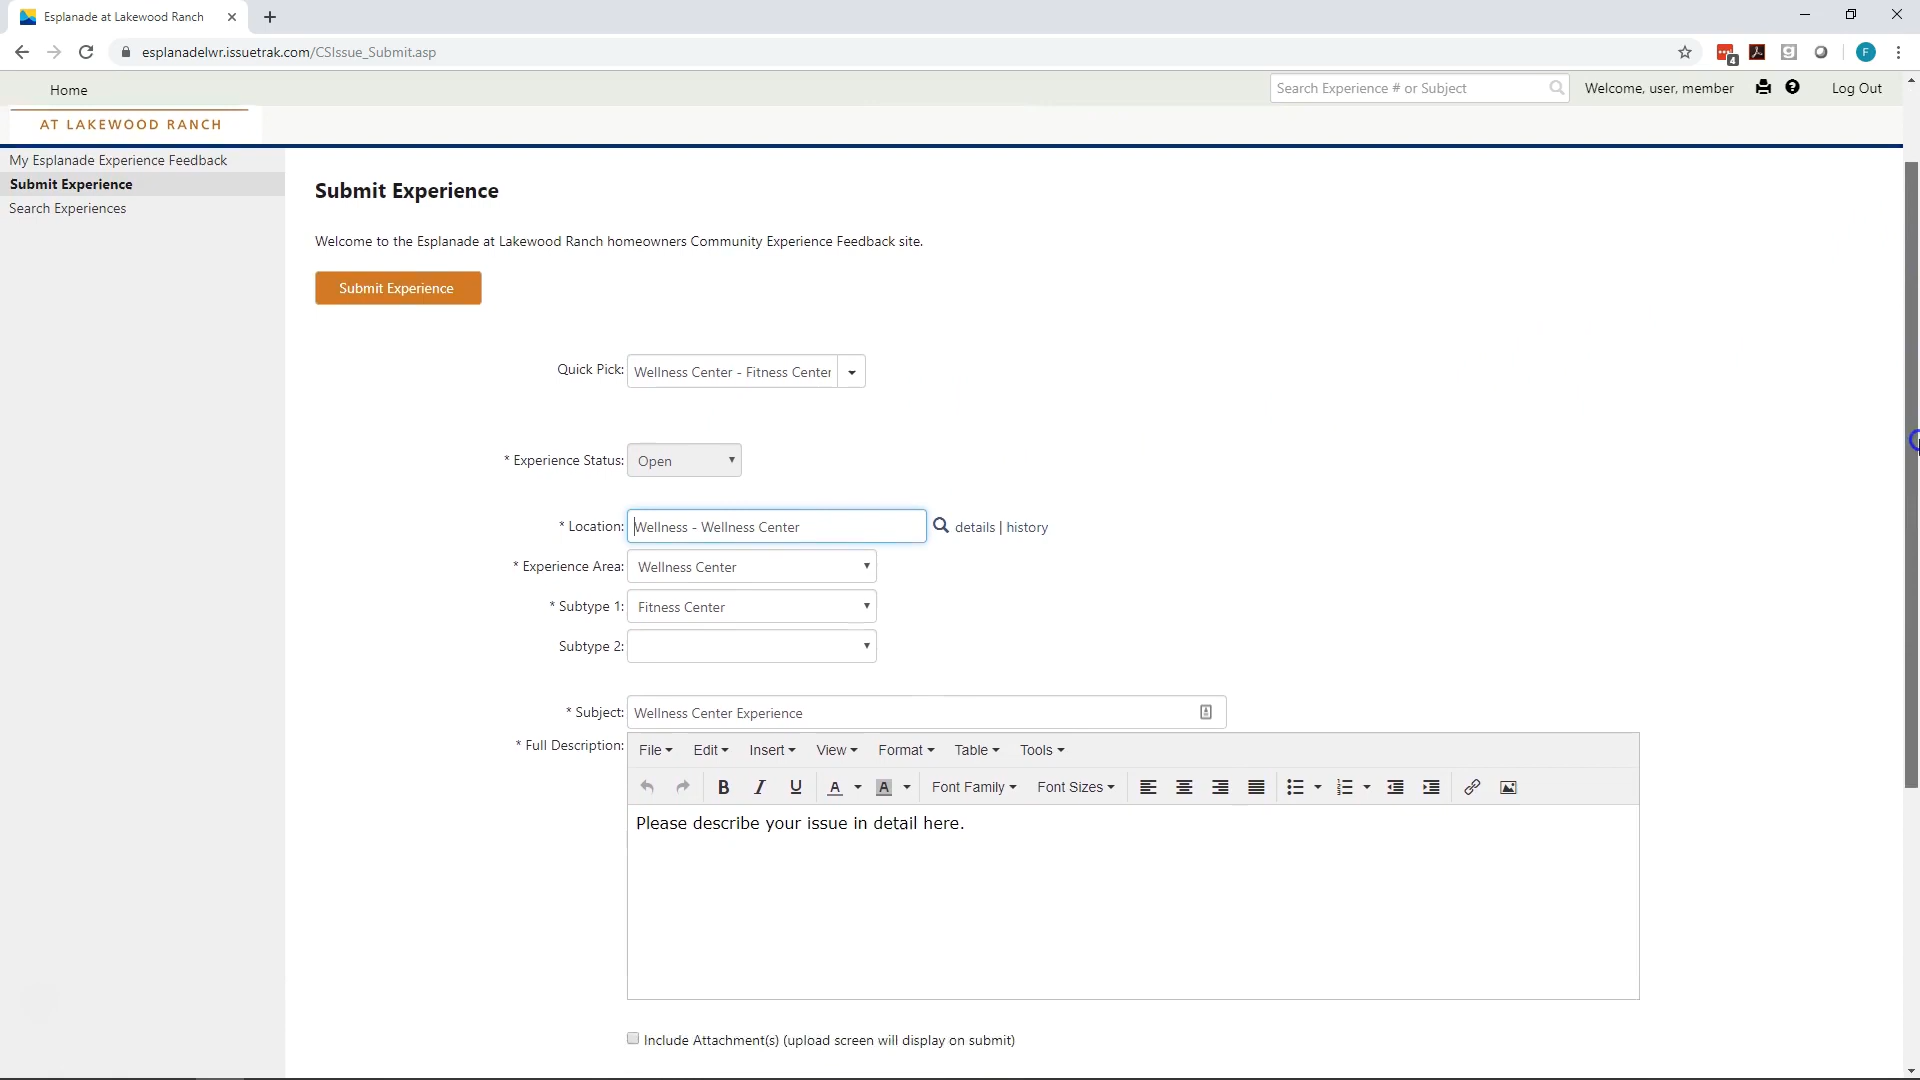 Esplanade at Lakewood Ranch
esplanadelwr.issuetrak.com/CSIssue_Submit.asp
4
F
Home
Search Experience # or Subject
Welcome, user, member
Log Out
AT LAKEWOOD RANCH
My Esplanade Experience Feedback
Submit Experience
Search Experiences
Submit Experience
Welcome to the Esplanade at Lakewood Ranch homeowners Community Experience Feedback site.
Submit Experience
Quick Pick: Wellness Center - Fitness Center
* Experience Status: Open
* Location: Wellness - Wellness Center details | history
* Experience Area: Wellness Center
* Subtype 1: Fitness Center
Subtype 2:
* Subject: Wellness Center Experience
* Full Description: File Edit Insert View Format Table Tools
B I U A A Font Family Font Sizes
Please describe your issue in detail here.
Include Attachment(s) (upload screen will display on submit)